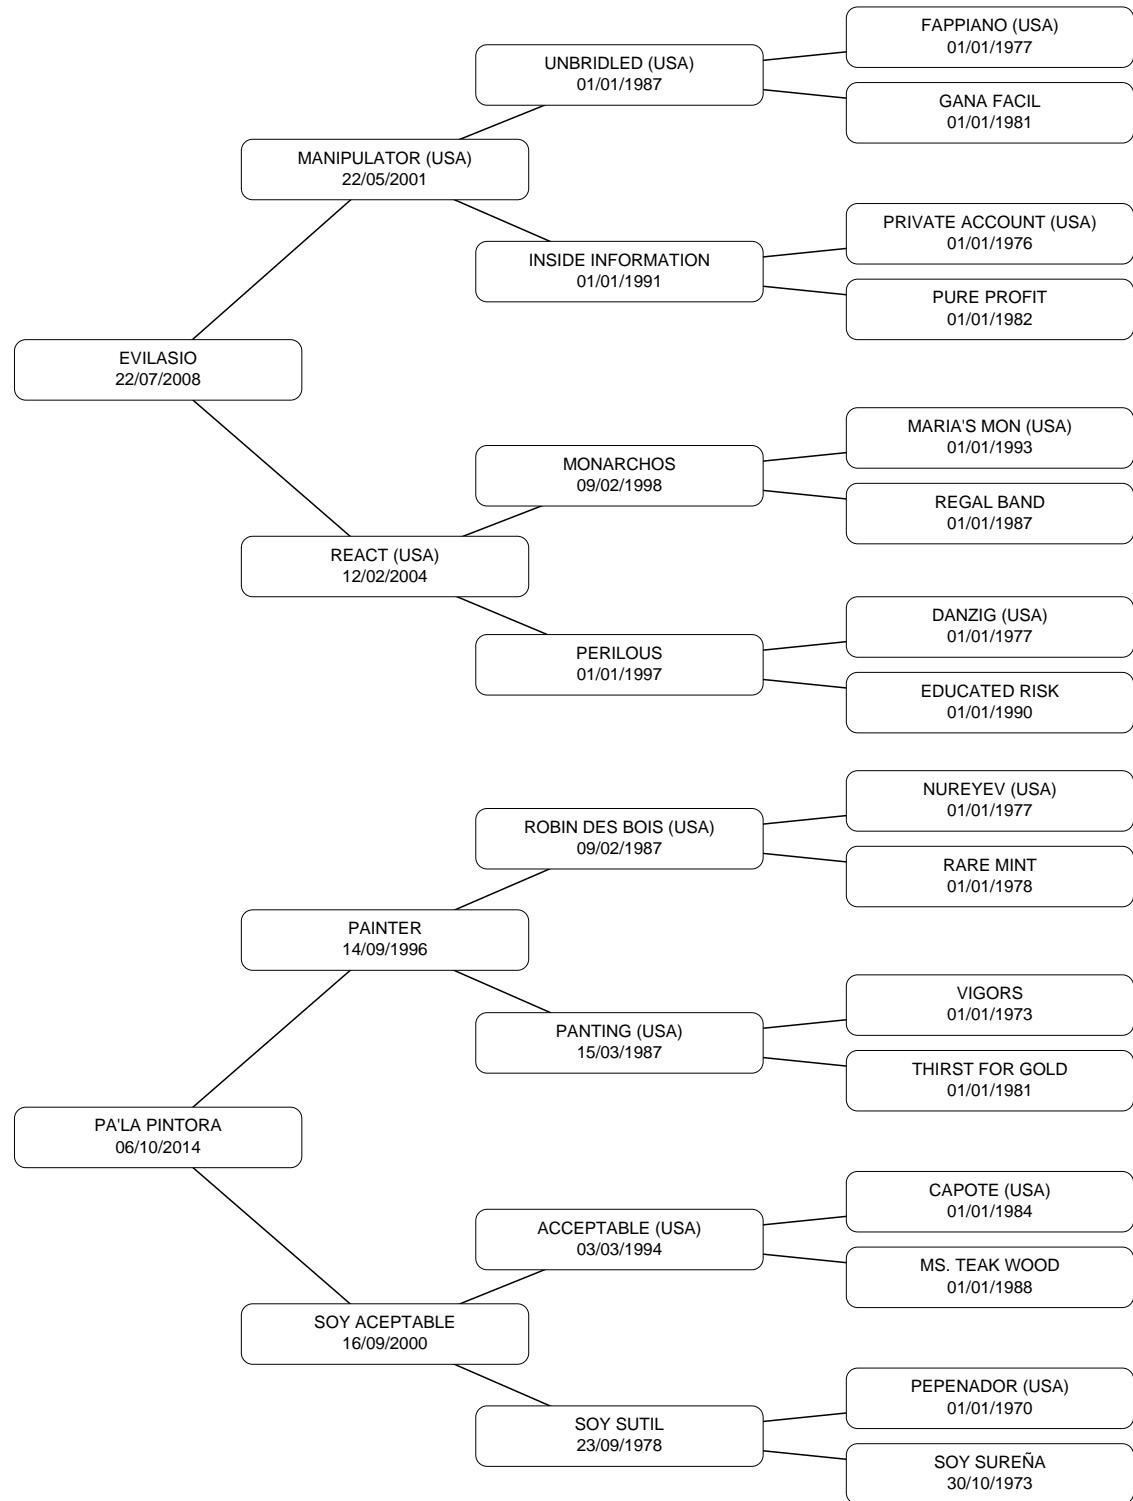 FAPPIANO (USA)
01/01/1977
UNBRIDLED (USA)
01/01/1987
GANA FACIL
01/01/1981
MANIPULATOR (USA)
22/05/2001
PRIVATE ACCOUNT (USA)
01/01/1976
INSIDE INFORMATION
01/01/1991
PURE PROFIT
01/01/1982
EVILASIO
22/07/2008
MARIA'S MON (USA)
01/01/1993
MONARCHOS
09/02/1998
REGAL BAND
01/01/1987
REACT (USA)
12/02/2004
DANZIG (USA)
01/01/1977
PERILOUS
01/01/1997
EDUCATED RISK
01/01/1990
NUREYEV (USA)
01/01/1977
ROBIN DES BOIS (USA)
09/02/1987
RARE MINT
01/01/1978
PAINTER
14/09/1996
VIGORS
01/01/1973
PANTING (USA)
15/03/1987
THIRST FOR GOLD
01/01/1981
PA'LA PINTORA
06/10/2014
CAPOTE (USA)
01/01/1984
ACCEPTABLE (USA)
03/03/1994
MS. TEAK WOOD
01/01/1988
SOY ACEPTABLE
16/09/2000
PEPENADOR (USA)
01/01/1970
SOY SUTIL
23/09/1978
SOY SUREÑA
30/10/1973